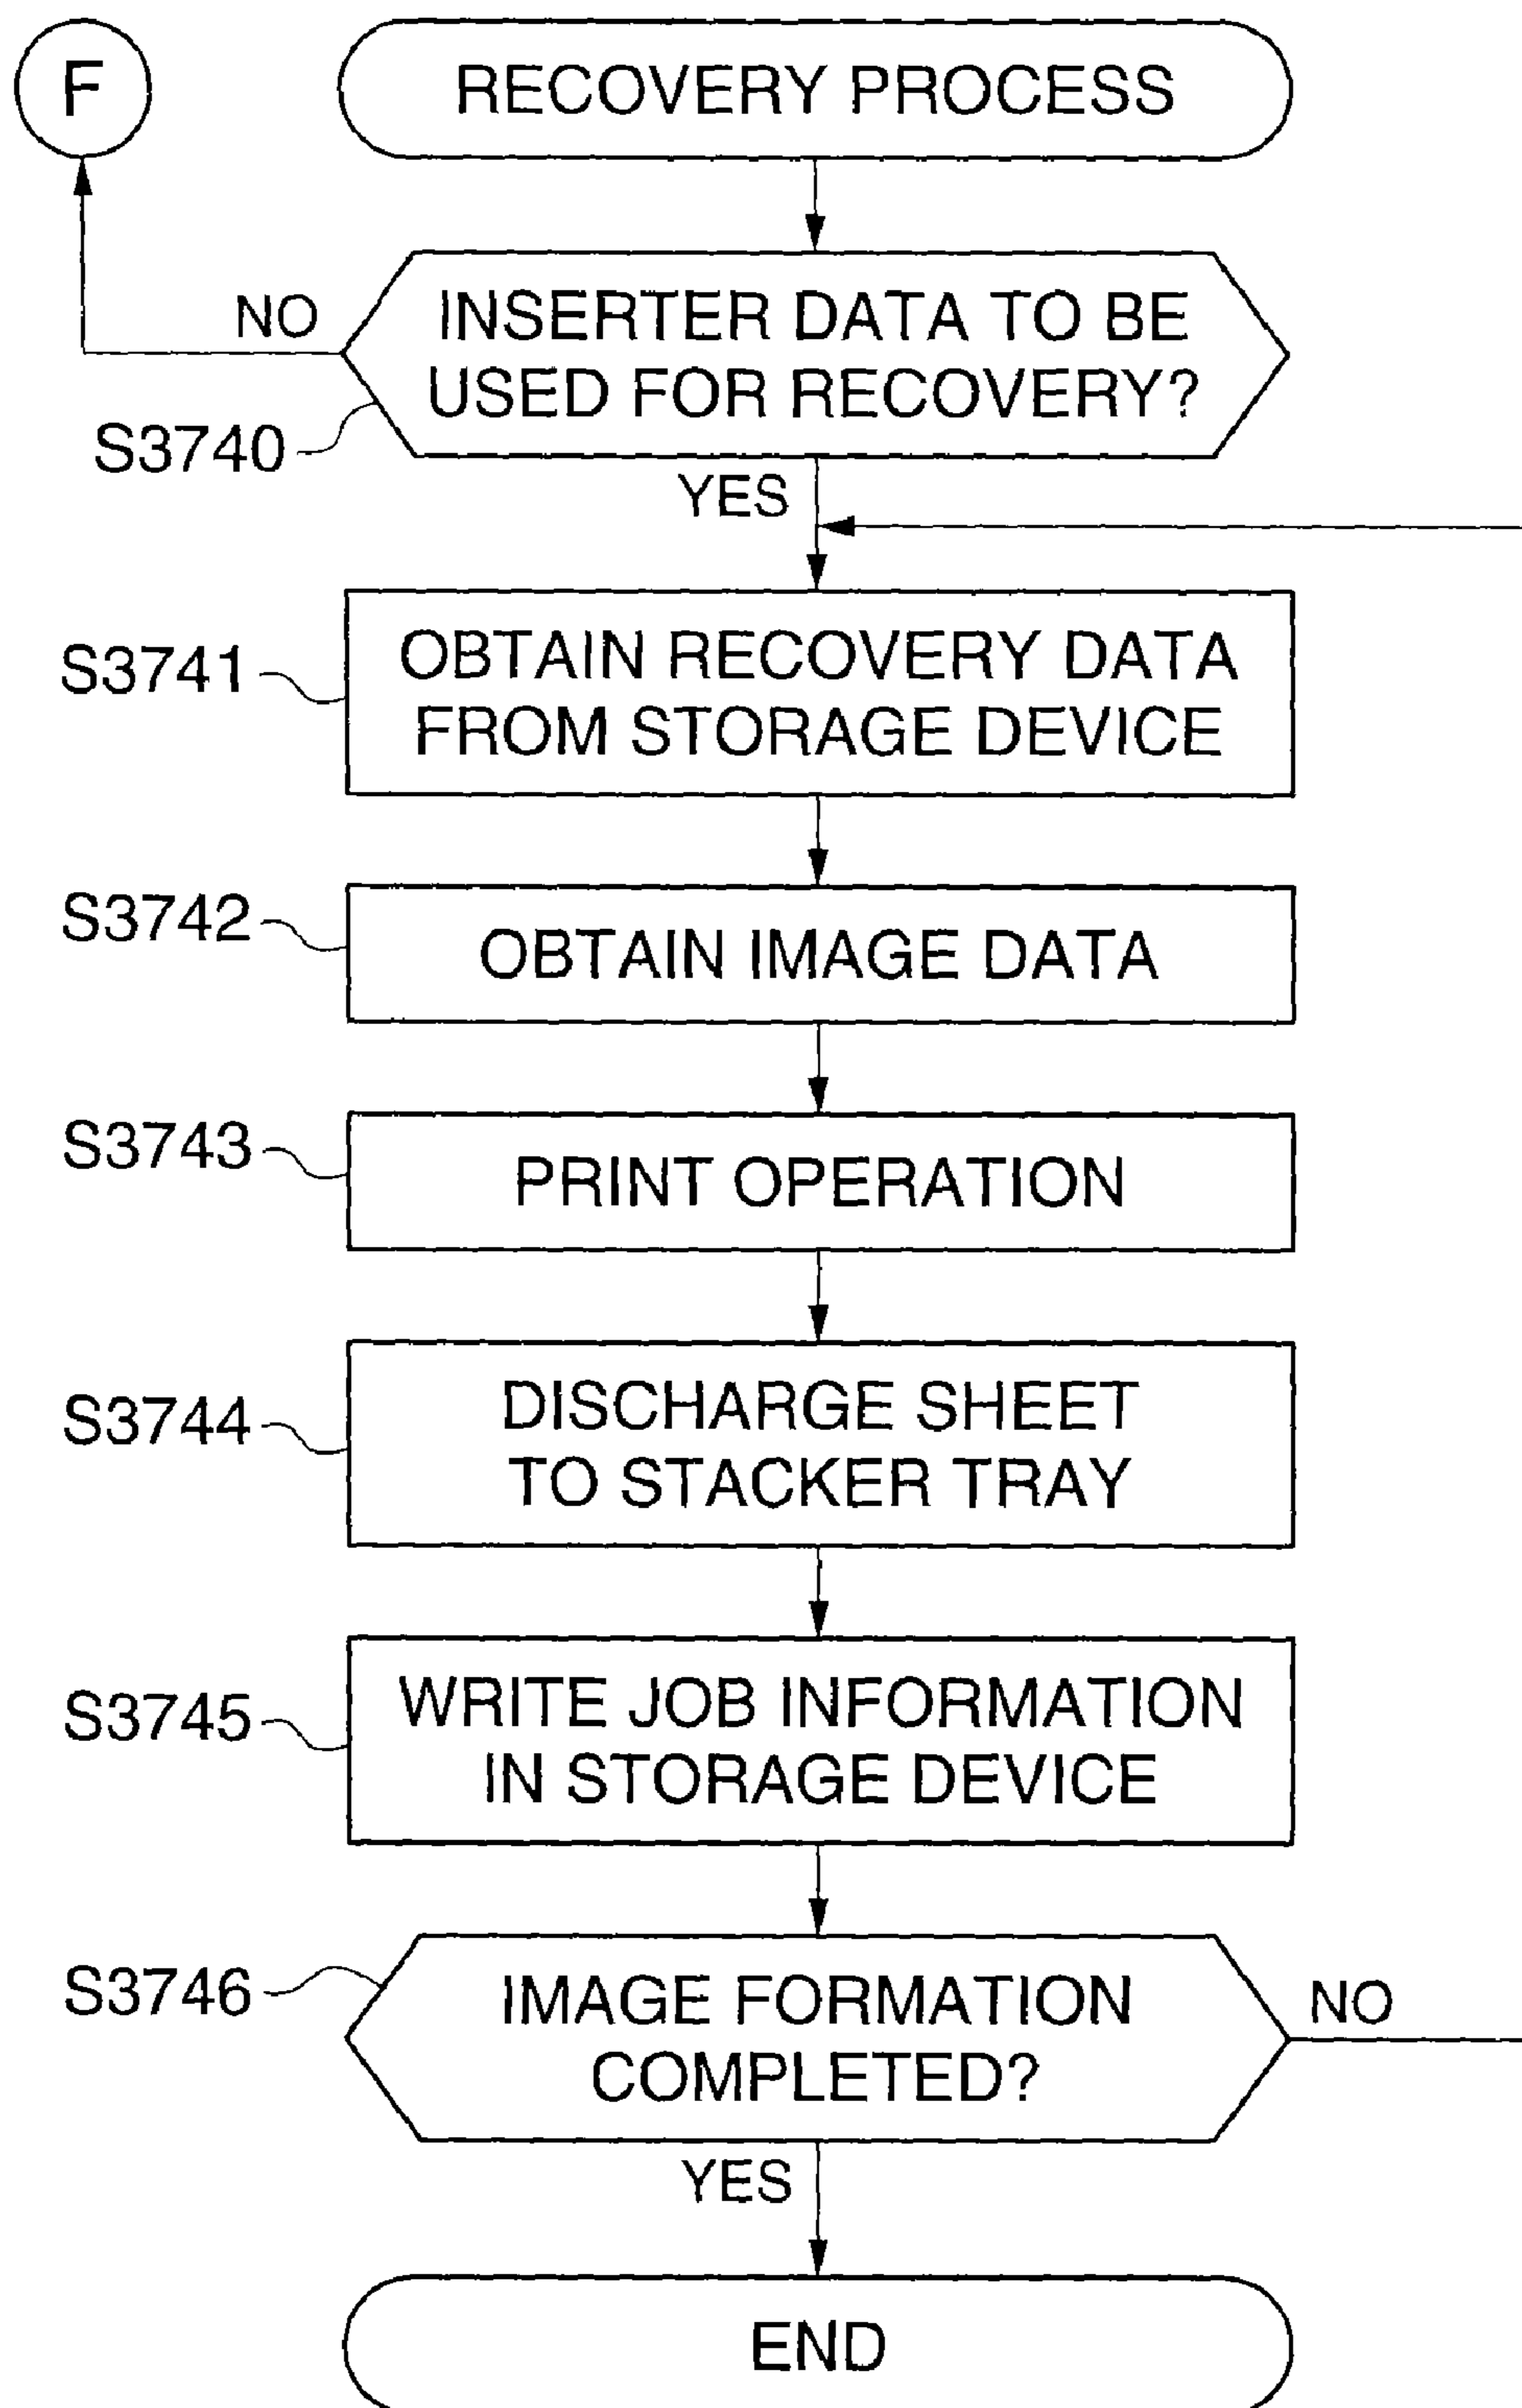 F
RECOVERY PROCESS
NO
INSERTER DATA TO BE
USED FOR RECOVERY?
S3740
YES
S3741
OBTAIN RECOVERY DATA
FROM STORAGE DEVICE
S3742
OBTAIN IMAGE DATA
S3743
PRINT OPERATION
S3744
DISCHARGE SHEET
TO STACKER TRAY
S3745
WRITE JOB INFORMATION
IN STORAGE DEVICE
S3746
IMAGE FORMATION
COMPLETED?
NO
YES
END